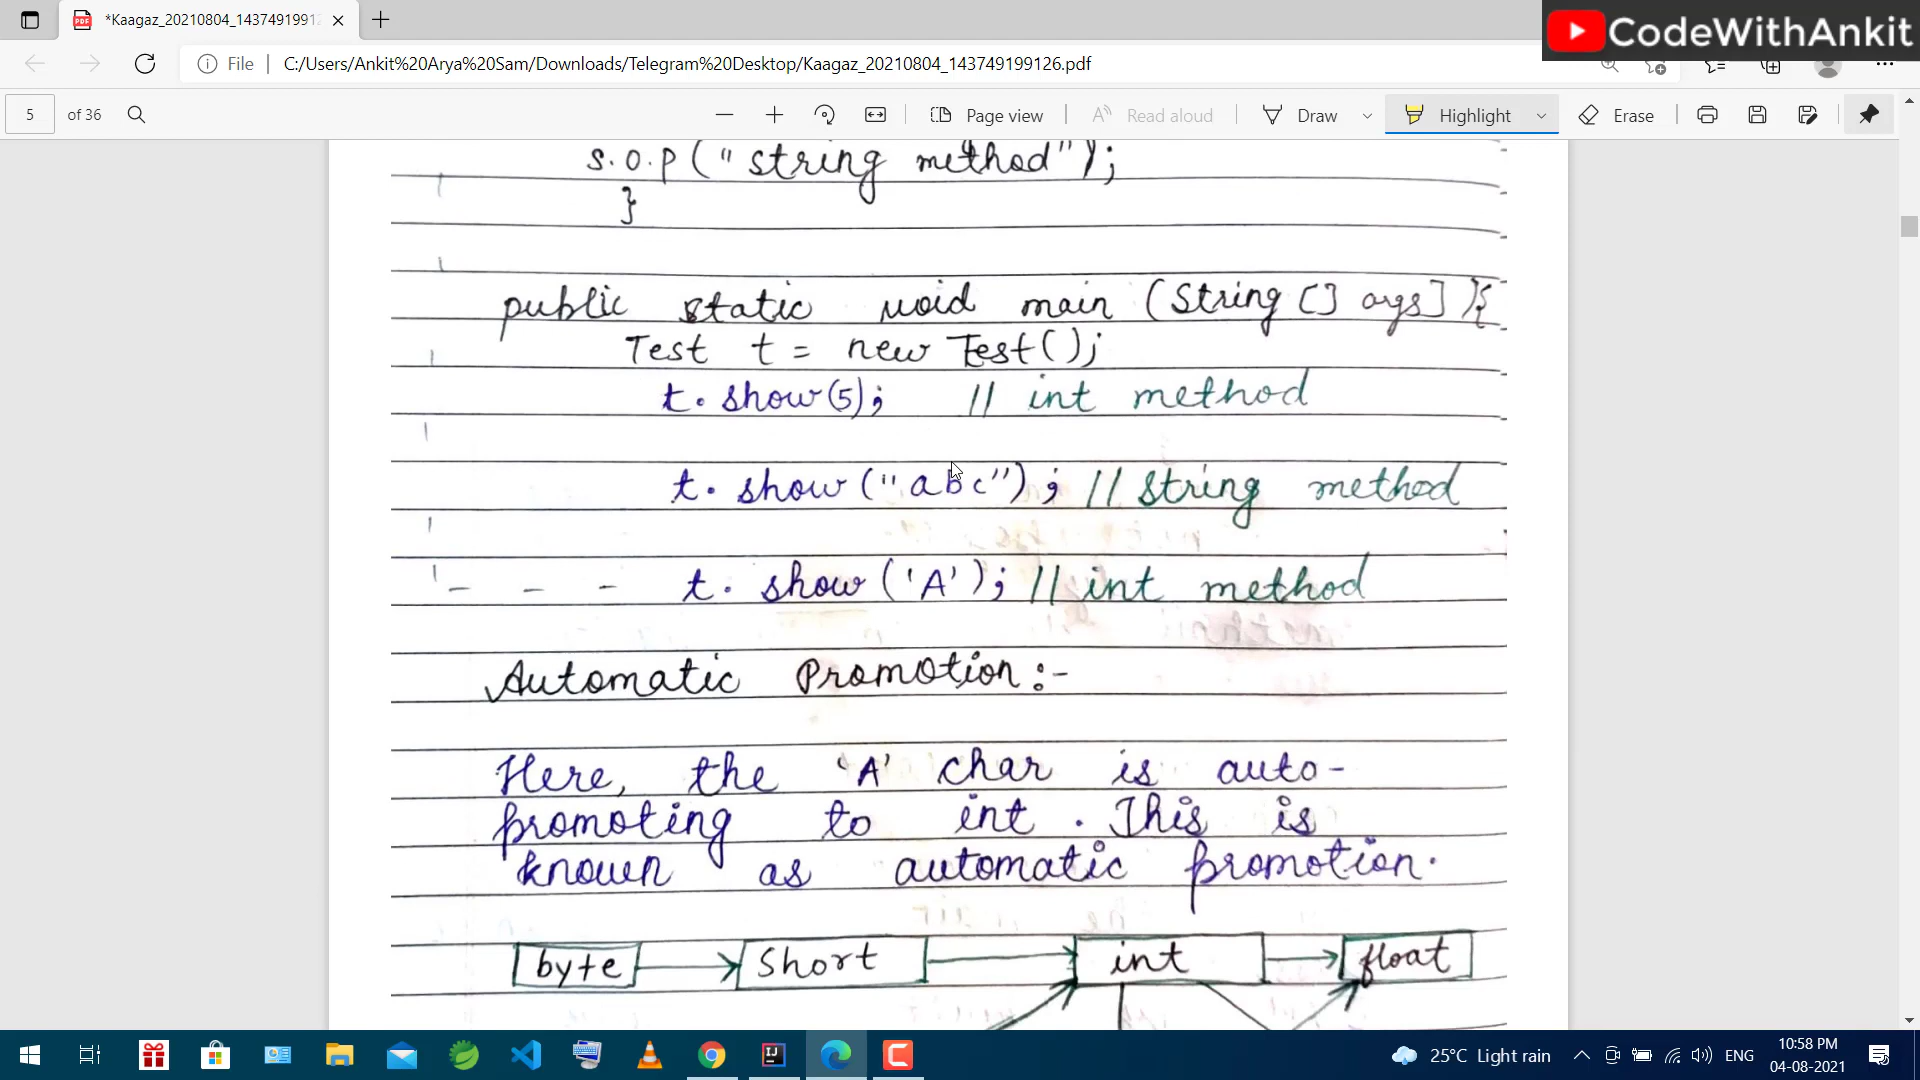 *Kaagaz_20210804_1437491991
CodeWithAnkit
File
C:/Users/Ankit%20Arya%20Sam/Downloads/Telegram%20Desktop/Kaagaz_20210804_143749199126.pdf
5 of 36 Page view Read aloud Draw Highlight Erase
S.O.P ("string method");
}
public static void main (String [] args] ){
Test t = new Test();
t. show(5); // int method
t. show ("abc"); // string method
- - - t. show ('A'); // int method
Automatic Promotion :-
Here, the 'A' char is auto-
promoting to int . This is
known as automatic promotion.
byte short int float
25°C Light rain ENG 10:58 PM
04-08-2021